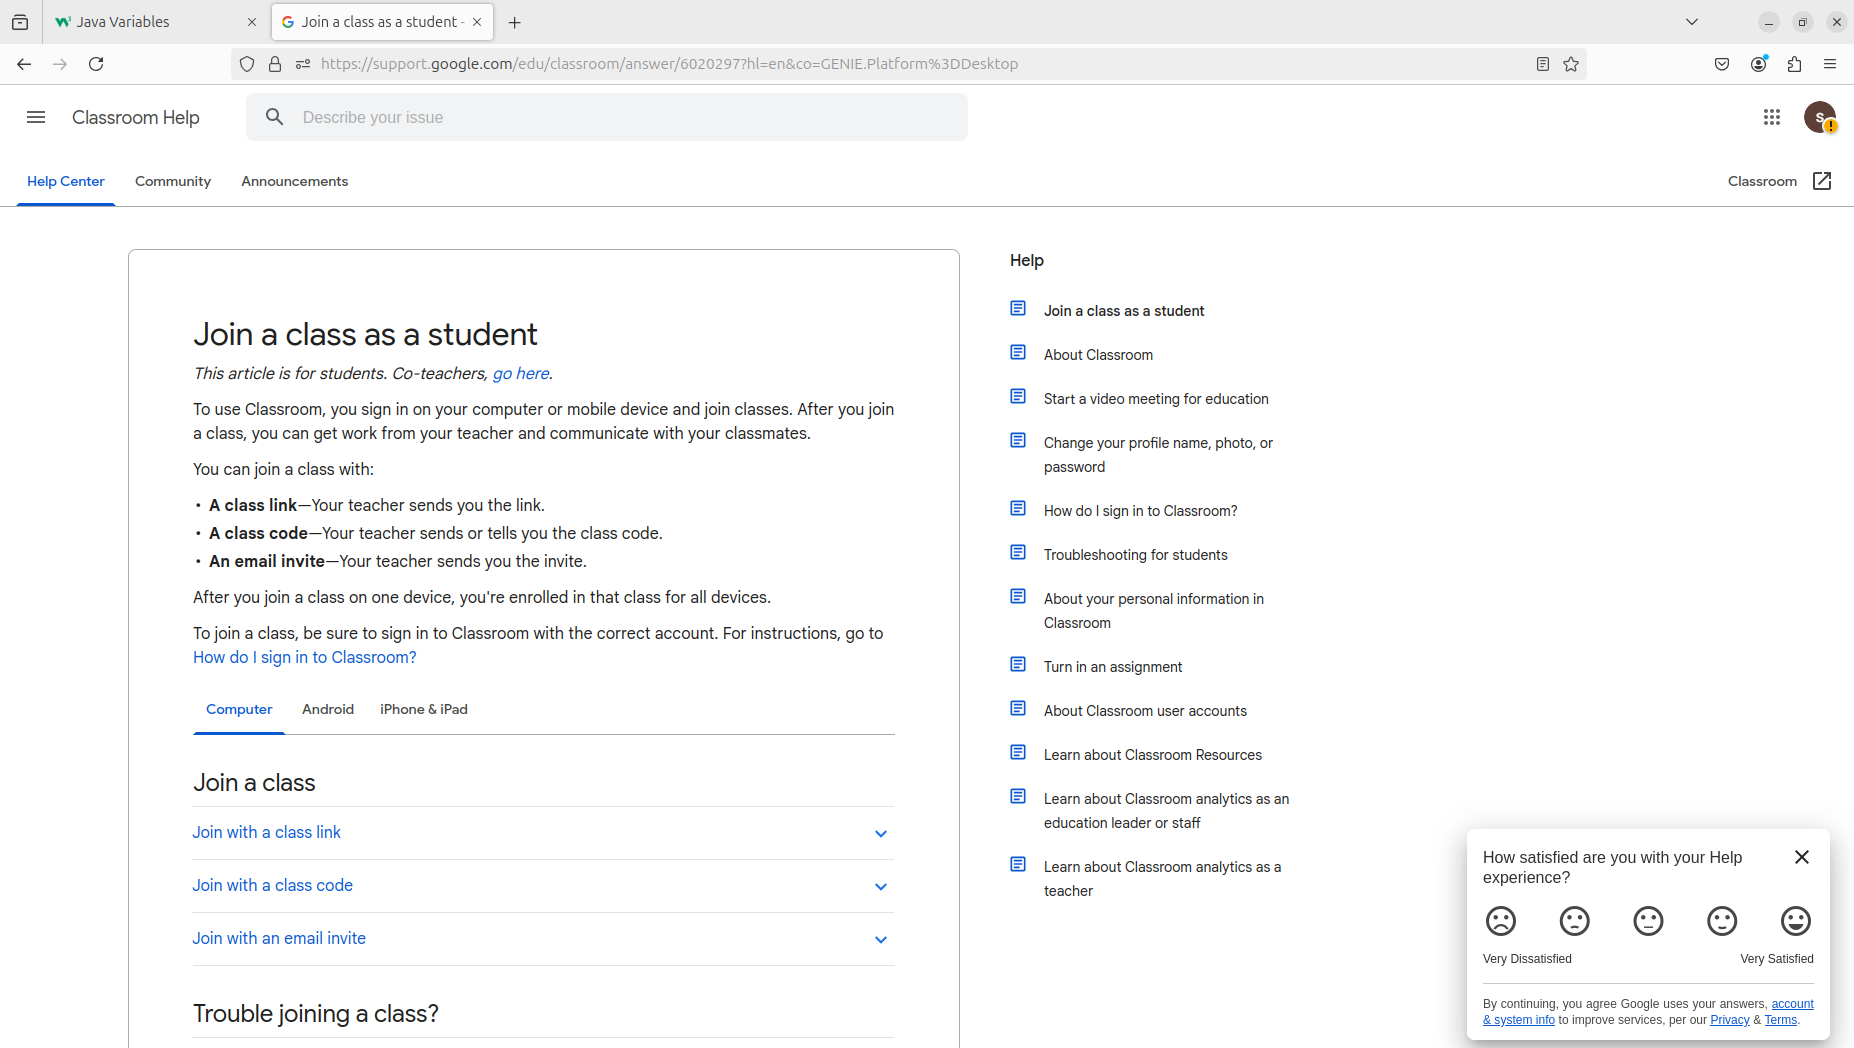 Java Variables
Join a class as a student -
https://support.google.com/edu/classroom/answer/6020297?hl=en&co=GENIE.Platform%3DDesktop
Classroom Help
Describe your issue
S
Help Center
Community
Announcements
Classroom
Join a class as a student
This article is for students. Co-teachers, go here.
To use Classroom, you sign in on your computer or mobile device and join classes. After you join
a class, you can get work from your teacher and communicate with your classmates.
You can join a class with:
• A class link—Your teacher sends you the link.
• A class code—Your teacher sends or tells you the class code.
• An email invite—Your teacher sends you the invite.
After you join a class on one device, you're enrolled in that class for all devices.
To join a class, be sure to sign in to Classroom with the correct account. For instructions, go to
How do I sign in to Classroom?
Computer
Android
iPhone & iPad
Join a class
Join with a class link
Join with a class code
Join with an email invite
Trouble joining a class?
Help
Join a class as a student
About Classroom
Start a video meeting for education
Change your profile name, photo, or
password
How do I sign in to Classroom?
Troubleshooting for students
About your personal information in
Classroom
Turn in an assignment
About Classroom user accounts
Learn about Classroom Resources
Learn about Classroom analytics as an
education leader or staff
Learn about Classroom analytics as a
teacher
How satisfied are you with your Help
experience?
Very Dissatisfied
Very Satisfied
By continuing, you agree Google uses your answers, account
& system info to improve services, per our Privacy & Terms.